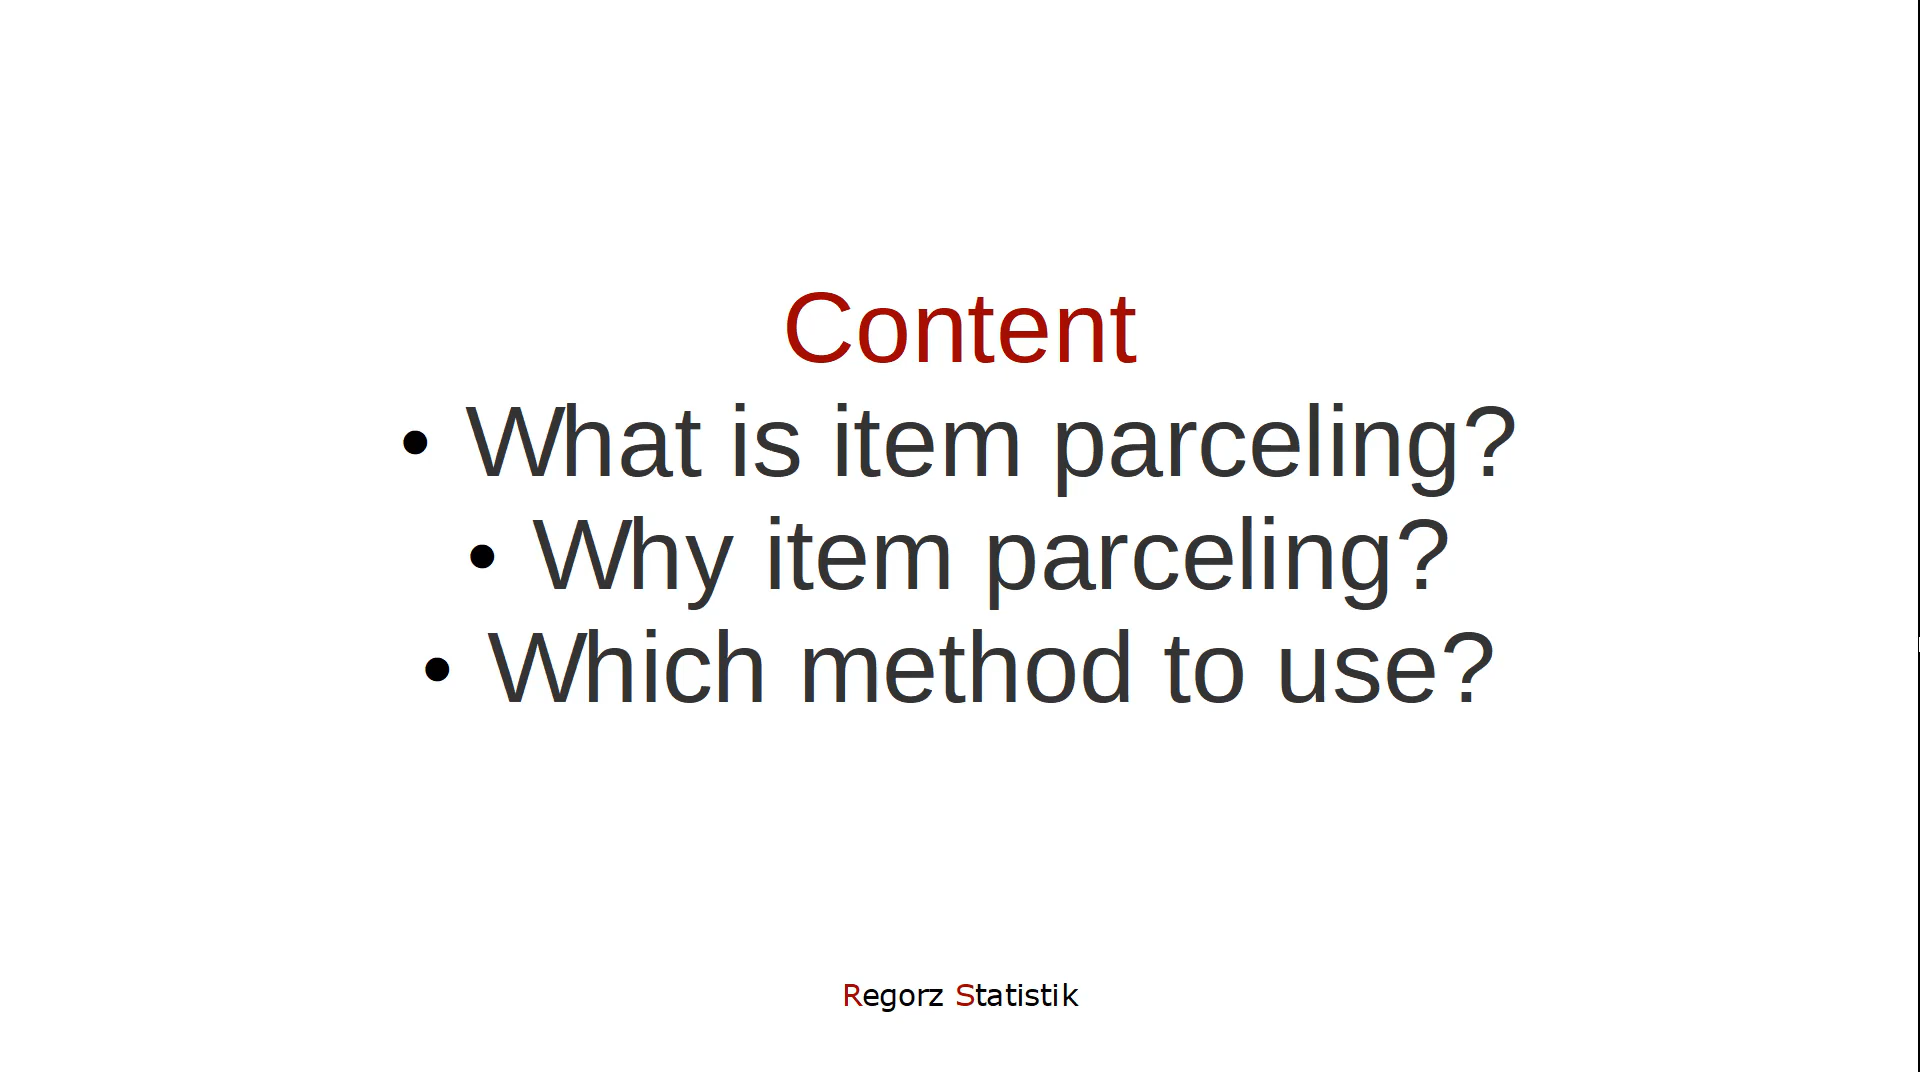 Content
• What is item parceling?
• Why item parceling?
• Which method to use?
Regorz Statistik